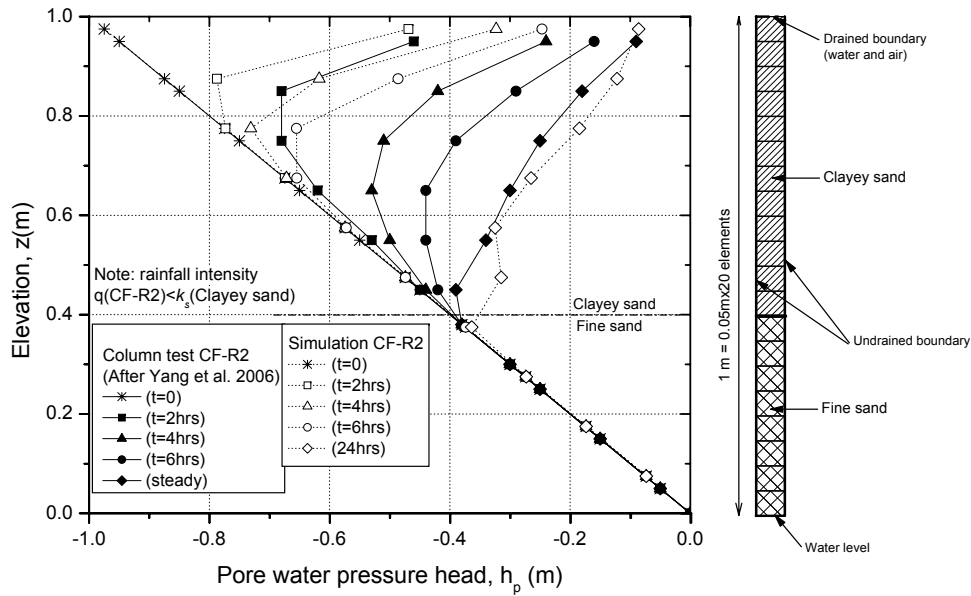 1.0
0.8
0.6
0.4
0.2
0.0
Elevation, z(m)
-1.0
-0.8
-0.6
-0.4
-0.2
0.0
Pore water pressure head, hp (m)
Note: rainfall intensity
q(CF-R2)<ks(Clayey sand)
Clayey sand
Fine sand
Column test CF-R2
(After Yang et al. 2006)
(t=0)
(t=2hrs)
(t=4hrs)
(t=6hrs)
(steady)
Simulation CF-R2
(t=0)
(t=2hrs)
(t=4hrs)
(t=6hrs)
(24hrs)
1 m = 0.05mx20 elements
Drained boundary
(water and air)
Clayey sand
Undrained boundary
Fine sand
Water level